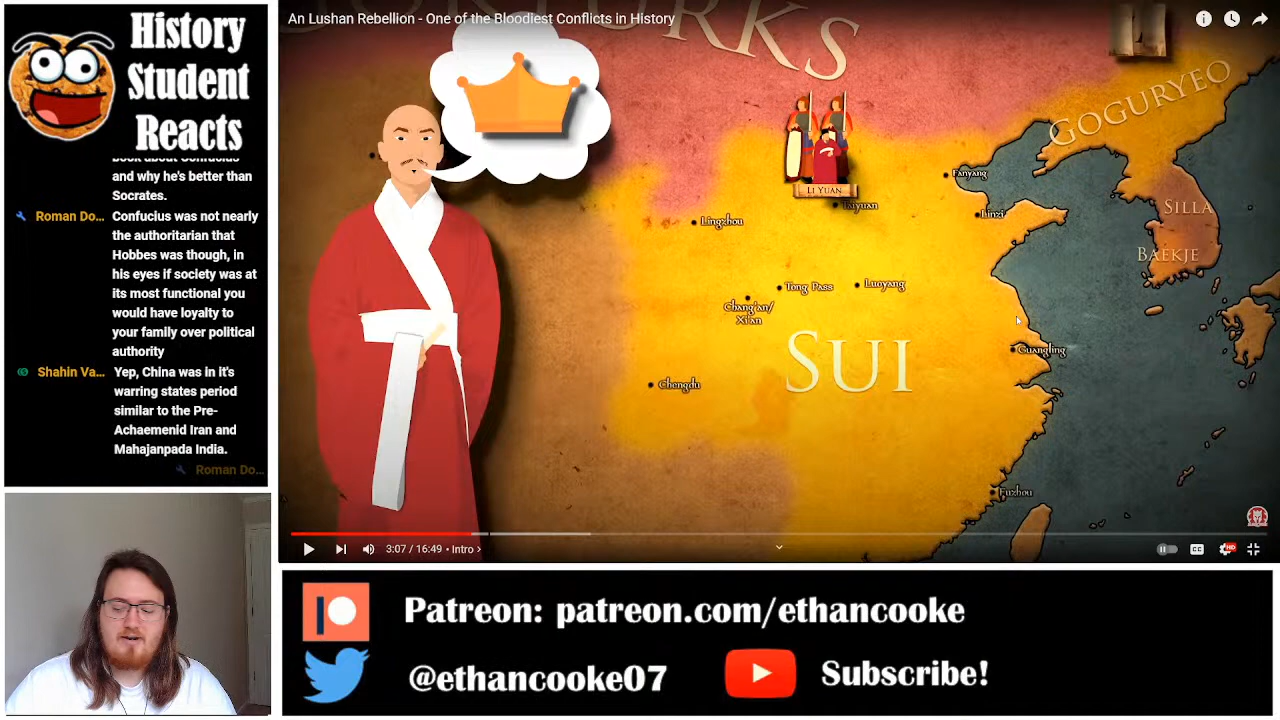 History
Student
Reacts
book about Confucius
and why he's better than
Socrates.
Roman Do... Confucius was not nearly
the authoritarian that
Hobbes was though, in
his eyes if society was at
its most functional you
would have loyalty to
your family over political
authority
Shahin Va... Yep, China was in it's
warring states period
similar to the Pre-
Achaemenid Iran and
Mahajanpada India.
Roman Do...
An Lushan Rebellion - One of the Bloodiest Conflicts in History
GOGURYEO
LI YUAN
Fanyang
Taiyuan
Linzi
Lingzhou
SILLA
BAEKJE
Tong Pass
Luoyang
Chang'an/
Xi'an
SUI
Guangling
Chengdu
Fuzhou
3:07 / 16:49 • Intro ›
CC
HD
Patreon: patreon.com/ethancooke
@ethancooke07
Subscribe!